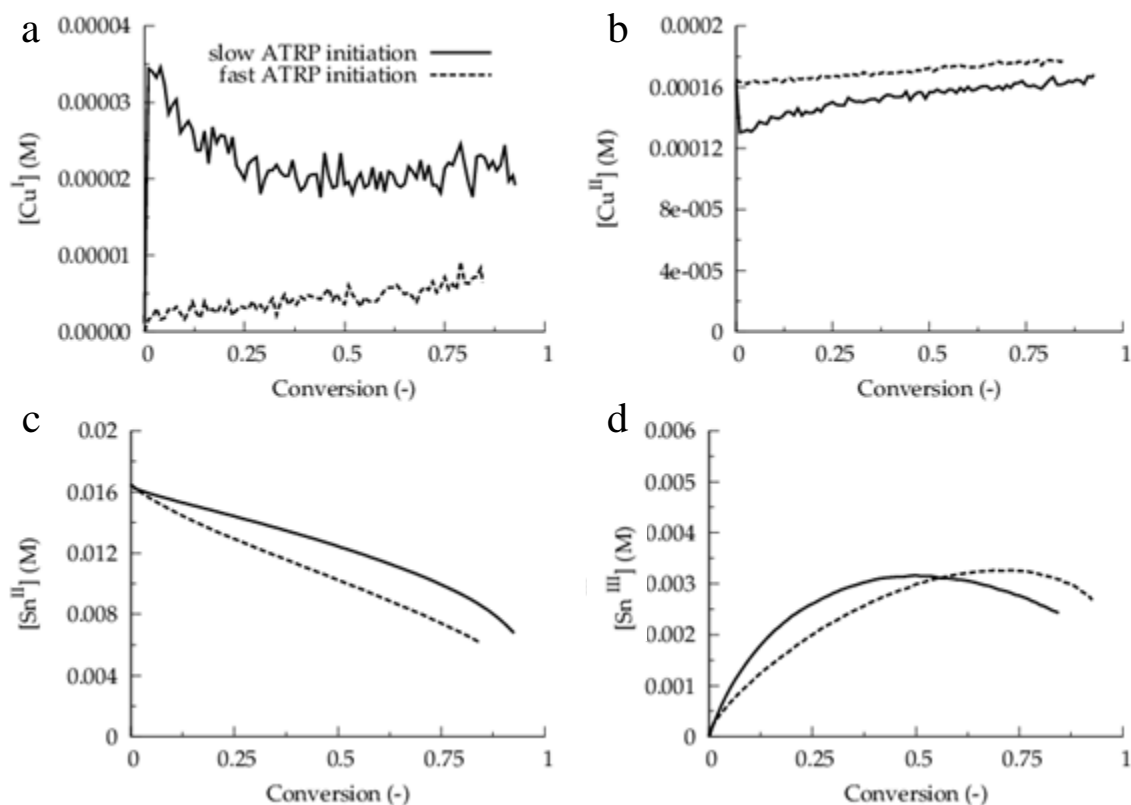 a
0.00004
0.00003
0.00002
0.00001
0.00000
[Cu^I] (M)
slow ATRP initiation
fast ATRP initiation
0 0.25 0.5 0.75 1
Conversion (-)
b
0.0002
0.00016
0.00012
8e-005
4e-005
0
[Cu^II] (M)
0 0.25 0.5 0.75 1
Conversion (-)
c
0.02
0.016
0.012
0.008
0.004
0
[Sn^II] (M)
0 0.25 0.5 0.75 1
Conversion (-)
d
0.006
0.005
0.004
0.003
0.002
0.001
0
[Sn^III] (M)
0 0.25 0.5 0.75 1
Conversion (-)